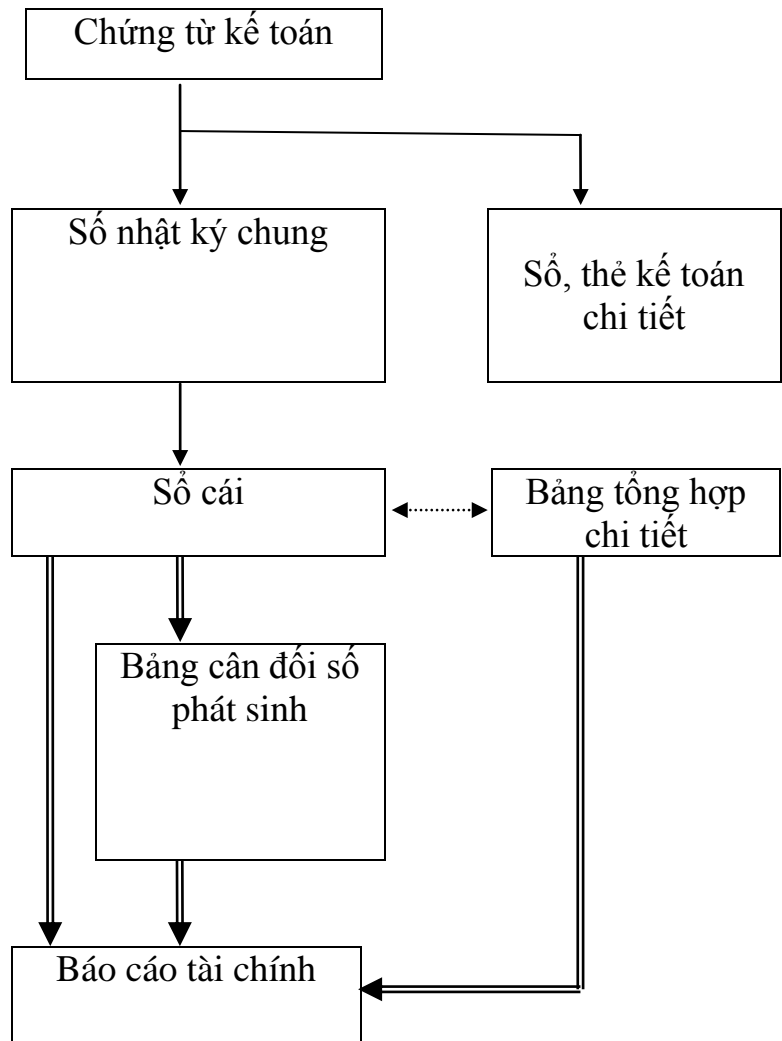 Chứng từ kế toán
Số nhật ký chung
Sổ, thẻ kế toán
chi tiết
Sổ cái
Bảng tổng hợp
chi tiết
Bảng cân đối số
phát sinh
Báo cáo tài chính